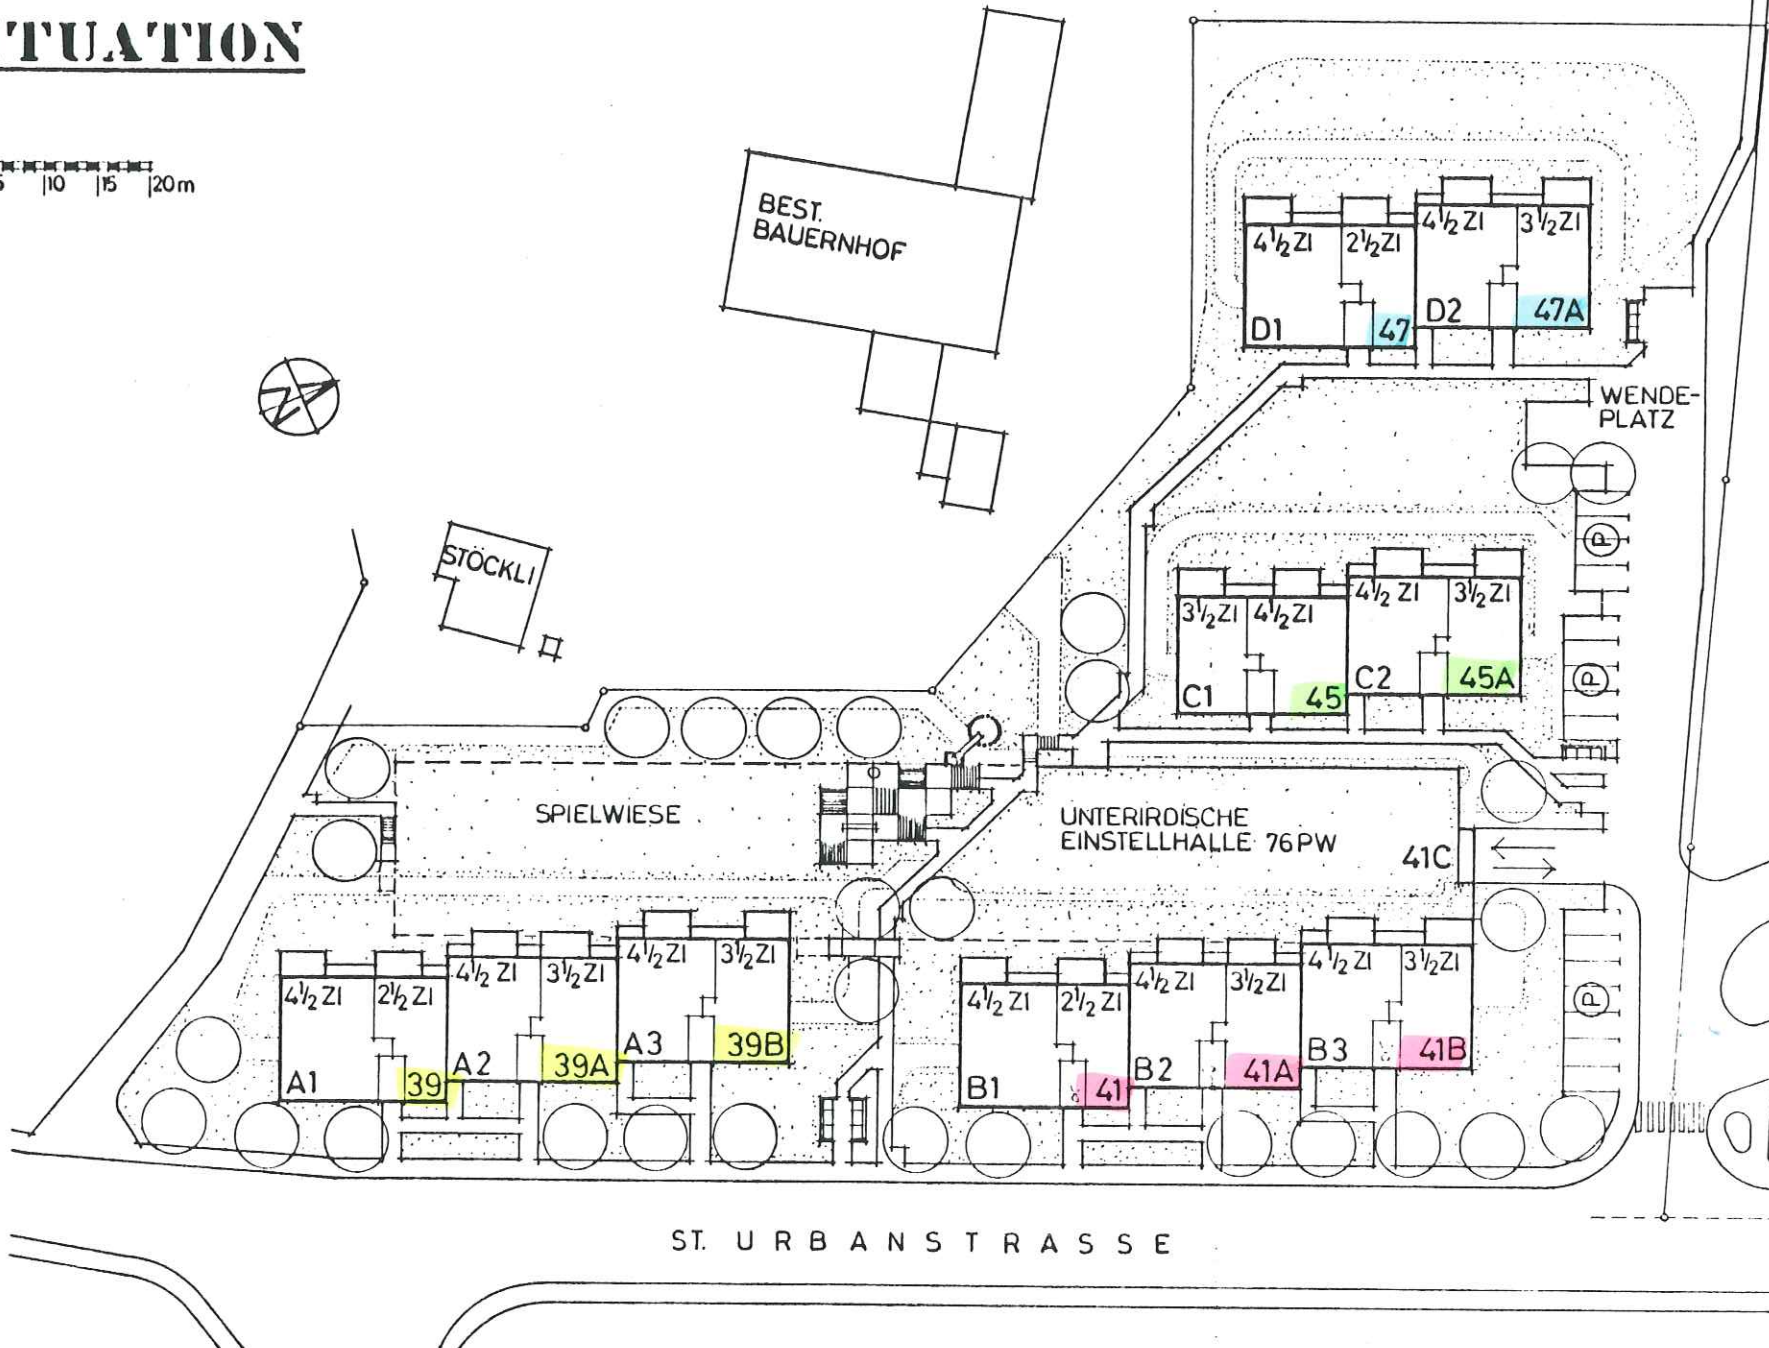 TUATION
5 |10 |15 |20m
BEST.
BAUERNHOF
STÖCKLI
N
4½ ZI 2½ ZI 4½ ZI 3½ ZI
D1 47 D2 47A
WENDE-
PLATZ
P
3½ ZI 4½ ZI 4½ ZI 3½ ZI
C1 45 C2 45A
P
SPIELWIESE
UNTERIRDISCHE
EINSTELLHALLE 76PW
41C
4½ ZI 2½ ZI 4½ ZI 3½ ZI 4½ ZI 3½ ZI
A1 39 A2 39A A3 39B
4½ ZI 2½ ZI 4½ ZI 3½ ZI 4½ ZI 3½ ZI
B1 41 B2 41A B3 41B
P
ST. URBANSTRASSE